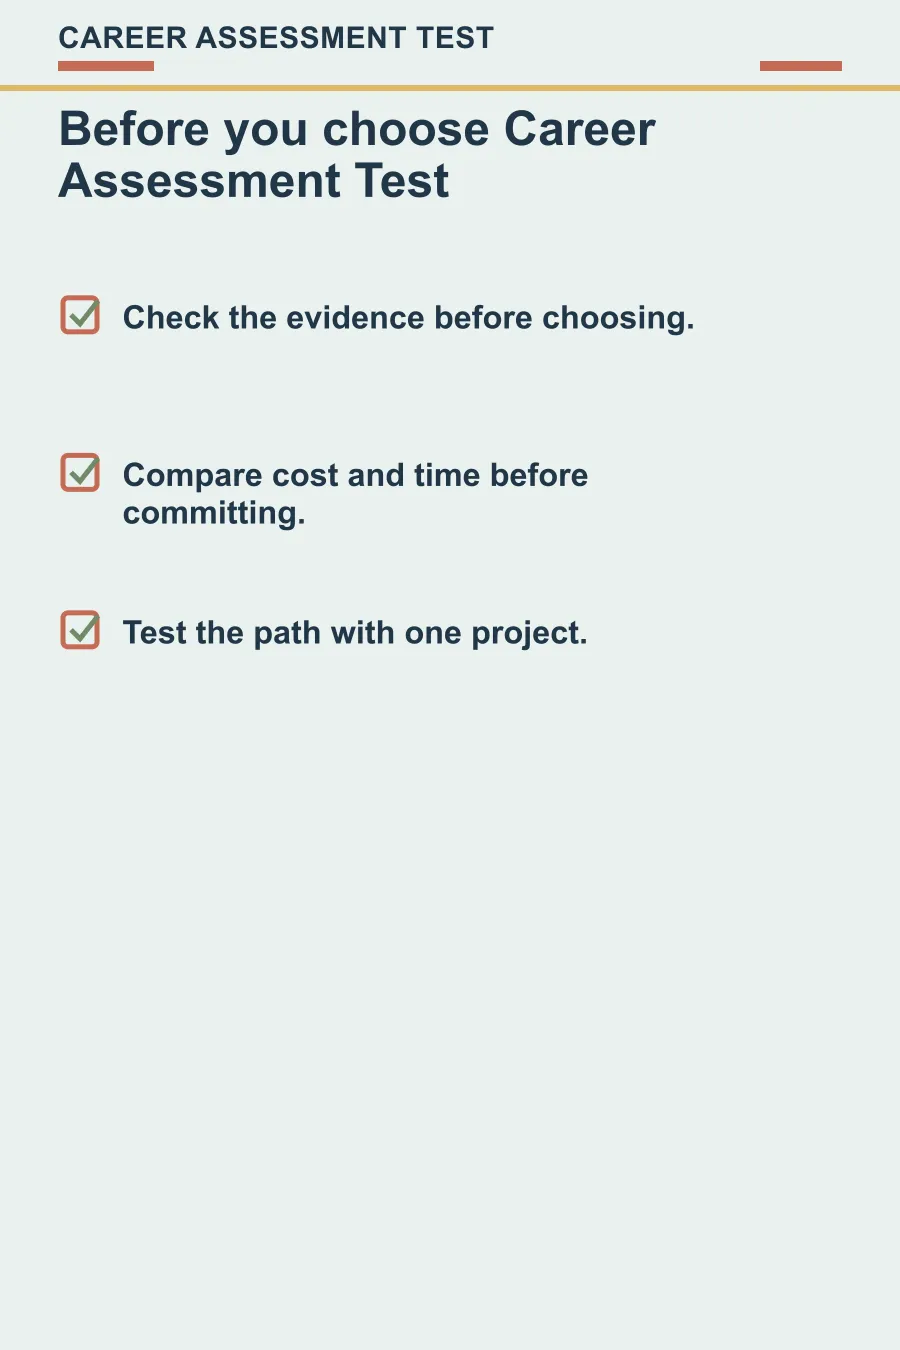 CAREER ASSESSMENT TEST
Before you choose Career
Assessment Test
Check the evidence before choosing.
Compare cost and time before
committing.
Test the path with one project.